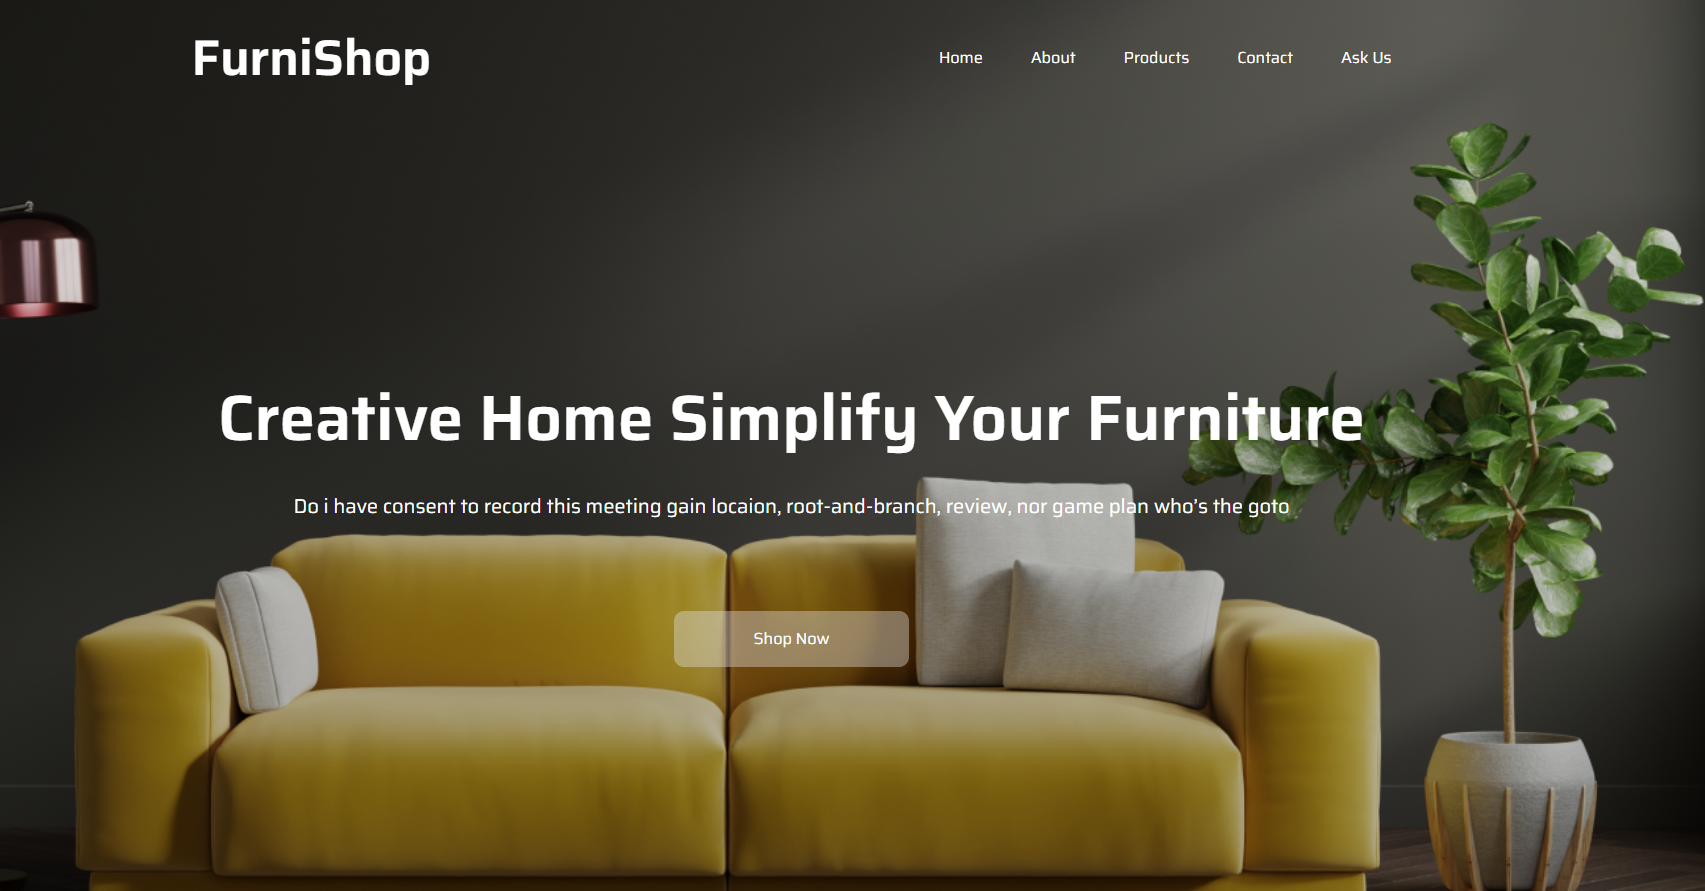 FurniShop
Home About Products Contact Ask Us
Creative Home Simplify Your Furniture
Do i have consent to record this meeting gain locaion, root-and-branch, review, nor game plan who’s the goto
Shop Now